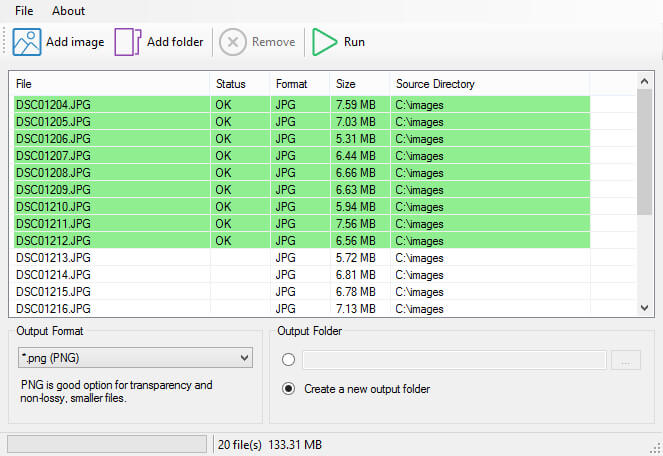 File About
Add image Add folder Remove Run
File Status Format Size Source Directory
DSC01204.JPG OK JPG 7.59 MB C:\images
DSC01205.JPG OK JPG 7.03 MB C:\images
DSC01206.JPG OK JPG 5.31 MB C:\images
DSC01207.JPG OK JPG 6.44 MB C:\images
DSC01208.JPG OK JPG 6.66 MB C:\images
DSC01209.JPG OK JPG 6.63 MB C:\images
DSC01210.JPG OK JPG 5.94 MB C:\images
DSC01211.JPG OK JPG 7.56 MB C:\images
DSC01212.JPG OK JPG 6.56 MB C:\images
DSC01213.JPG JPG 5.72 MB C:\images
DSC01214.JPG JPG 6.81 MB C:\images
DSC01215.JPG JPG 6.78 MB C:\images
DSC01216.JPG JPG 7.13 MB C:\images
Output Format
*.png (PNG)
PNG is good option for transparency and
non-lossy, smaller files.
Output Folder
...
Create a new output folder
20 file(s) 133.31 MB